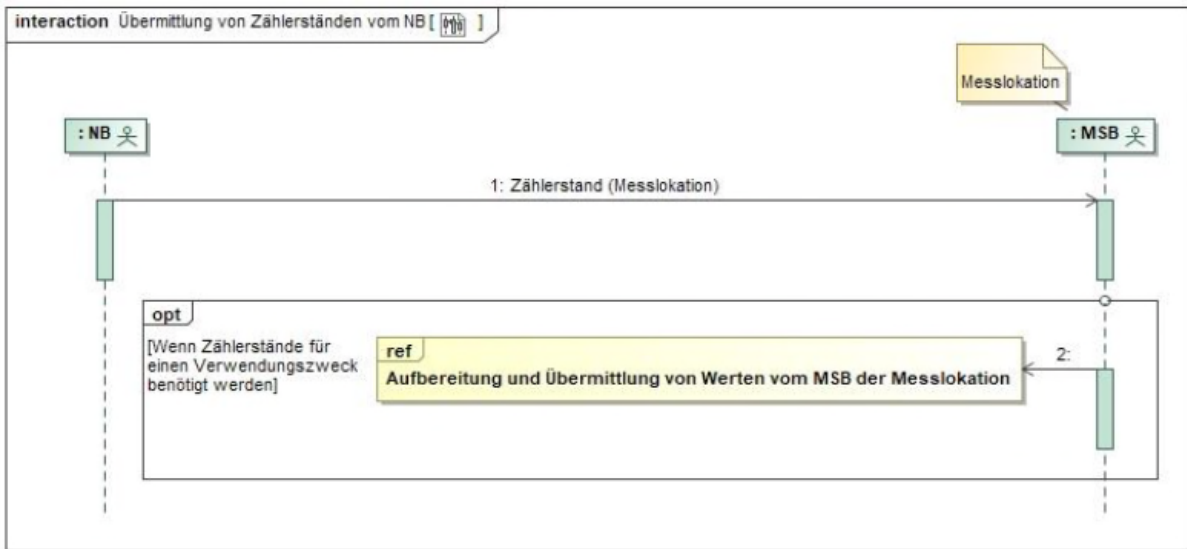 interaction Übermittlung von Zählerständen vom NB [ ]
Messlokation
: NB
: MSB
1: Zählerstand (Messlokation)
opt
[Wenn Zählerstände für
einen Verwendungszweck
benötigt werden]
ref
Aufbereitung und Übermittlung von Werten vom MSB der Messlokation
2: